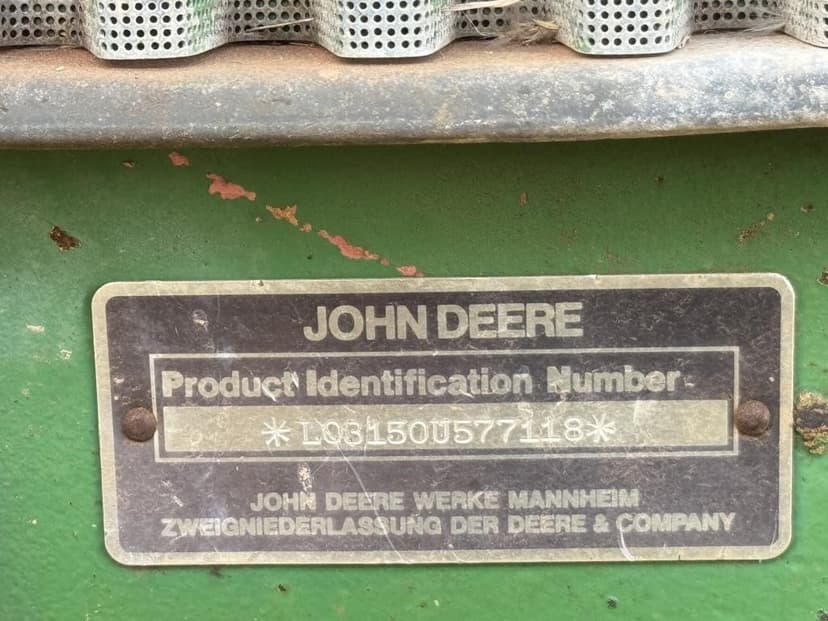 JOHN DEERE
Product Identification Number
*L03150U577118*
JOHN DEERE WERKE MANNHEIM
ZWEIGNIEDERLASSUNG DER DEERE & COMPANY